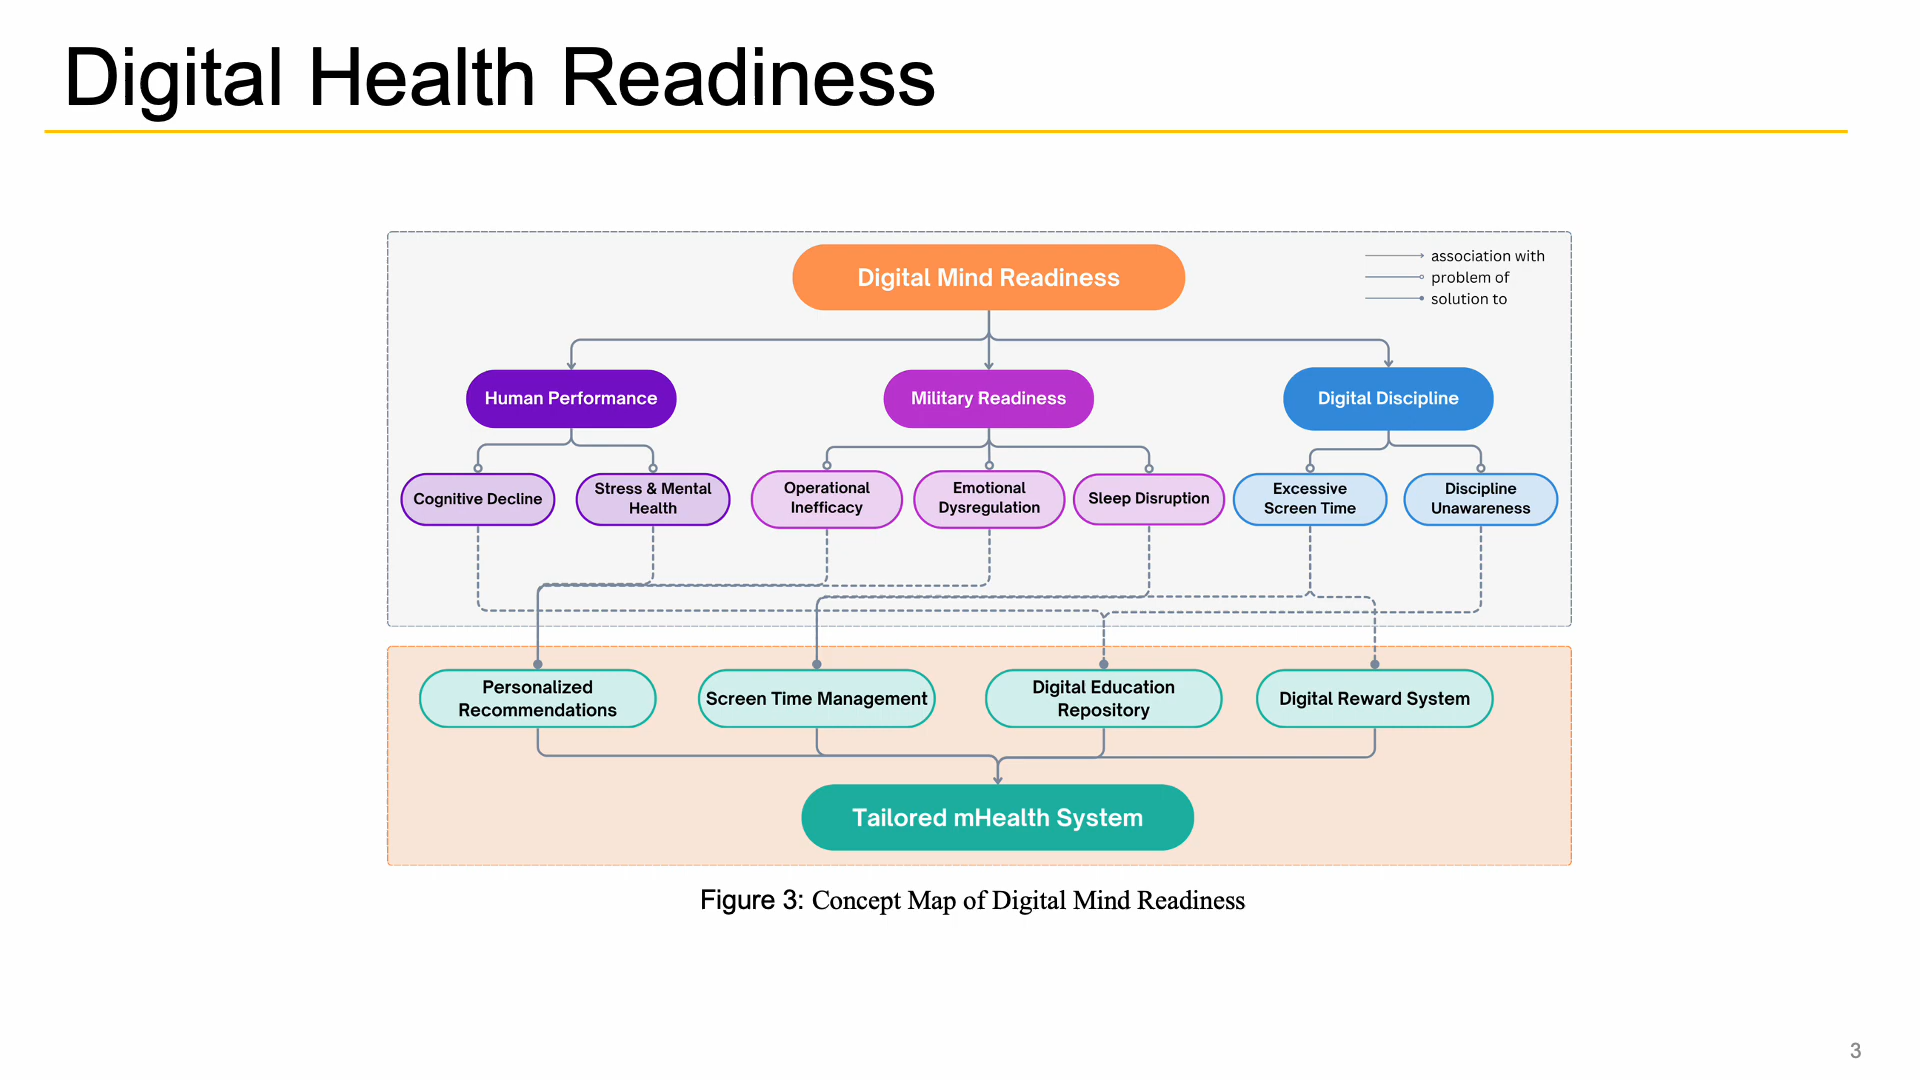 Digital Health Readiness
Digital Mind Readiness
association with
problem of
solution to
Human Performance
Military Readiness
Digital Discipline
Cognitive Decline
Stress & Mental
Health
Operational
Inefficacy
Emotional
Dysregulation
Sleep Disruption
Excessive
Screen Time
Discipline
Unawareness
Personalized
Recommendations
Screen Time Management
Digital Education
Repository
Digital Reward System
Tailored mHealth System
Figure 3: Concept Map of Digital Mind Readiness
3